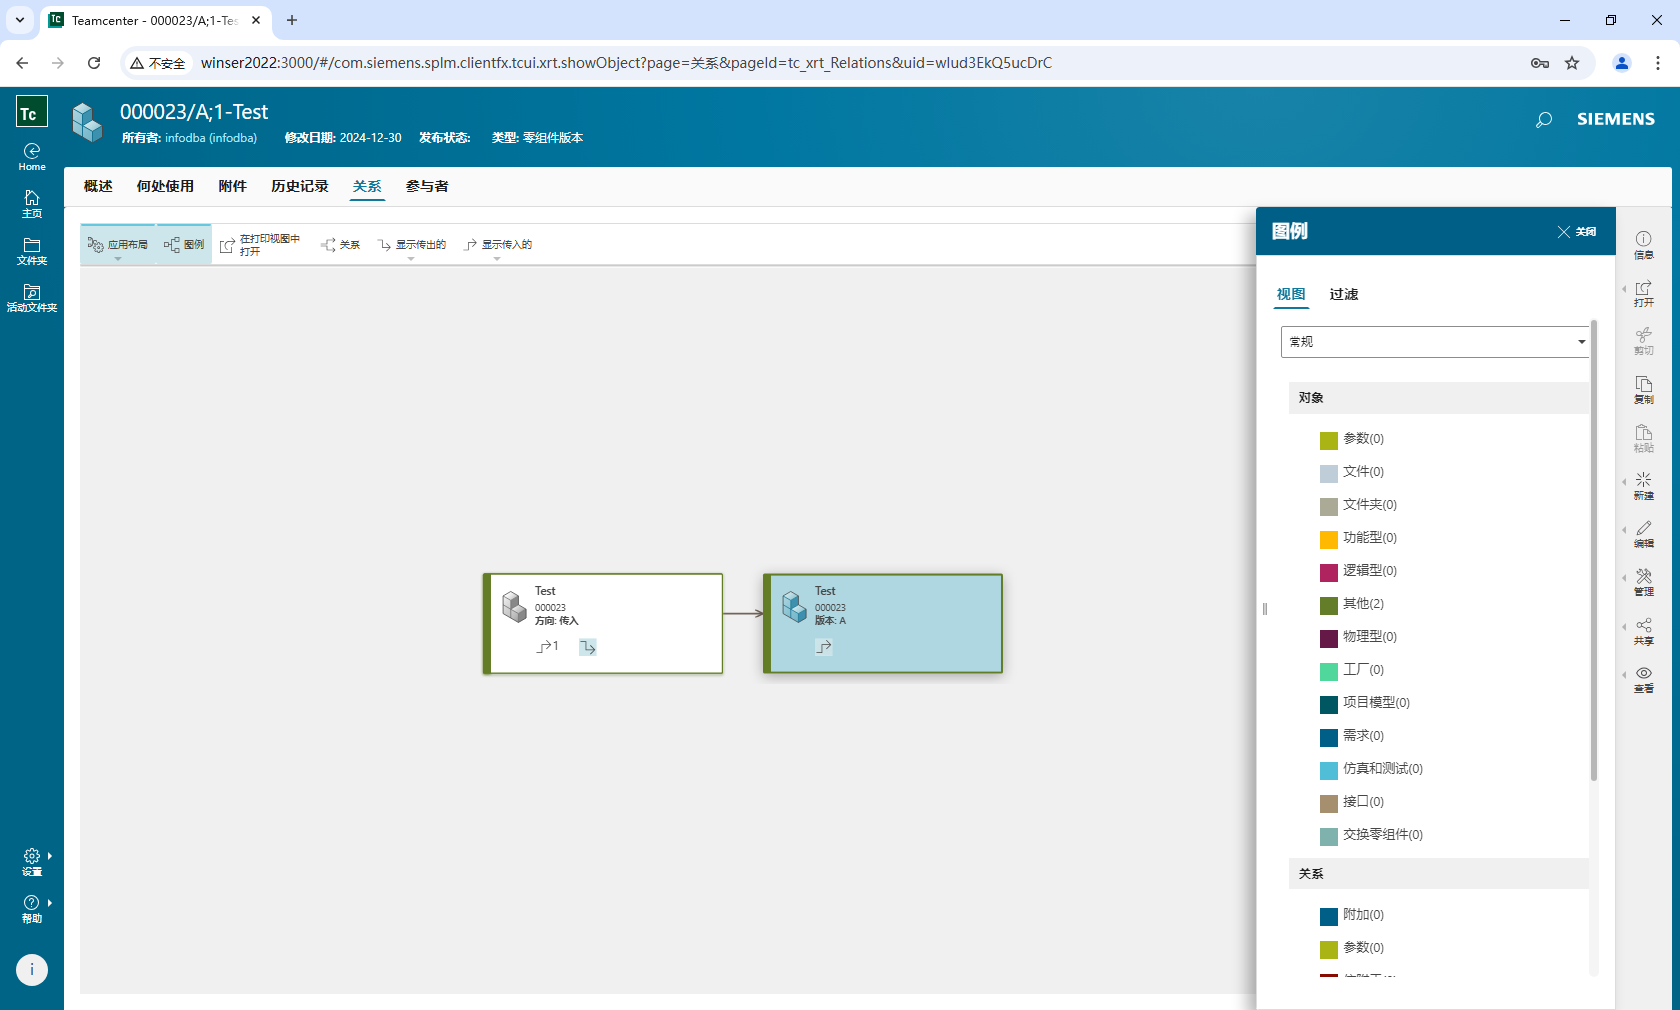 Teamcenter - 000023/A;1-Tes
不安全
winser2022:3000/#/com.siemens.splm.clientfx.tcui.xrt.showObject?page=关系&pageId=tc_xrt_Relations&uid=wlud3EkQ5ucDrC
Tc
000023/A;1-Test
所有者: infodba (infodba)
修改日期: 2024-12-30
发布状态:
类型: 零组件版本
SIEMENS
Home
主页
文件夹
活动文件夹
设置
帮助
概述
何处使用
附件
历史记录
关系
参与者
应用布局
图例
在打印视图中
打开
关系
显示传出的
显示传入的
Test
000023
方向: 传入
1
Test
000023
版本: A
图例
关闭
视图
过滤
常规
对象
参数(0)
文件(0)
文件夹(0)
功能型(0)
逻辑型(0)
其他(2)
物理型(0)
工厂(0)
项目模型(0)
需求(0)
仿真和测试(0)
接口(0)
交换零组件(0)
关系
附加(0)
参数(0)
信息
打开
剪切
复制
粘贴
新建
编辑
管理
共享
查看